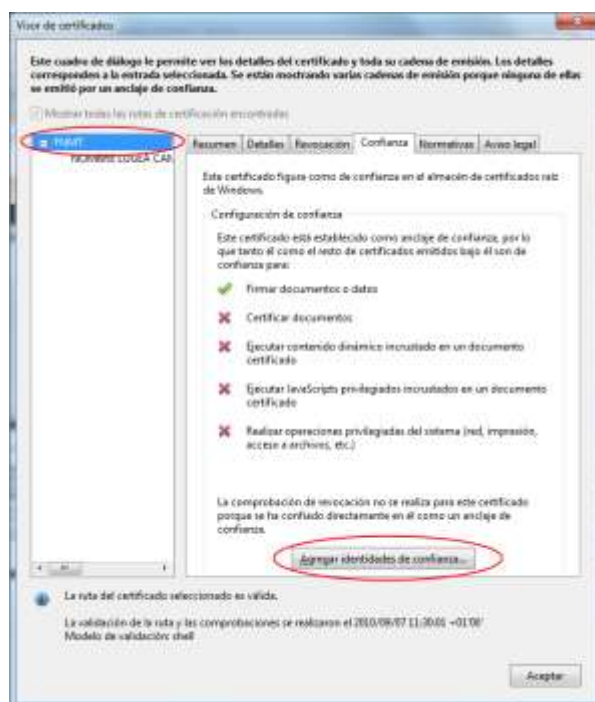 Visor de certificados
Este cuadro de diálogo le permite ver los detalles del certificado y toda su cadena de emisión. Los detalles
corresponden a la entrada seleccionada. Se están mostrando varias cadenas de emisión porque ninguna de ellas
se emitió por un anclaje de confianza.
Mostrar todas las rutas de certificación encontradas
FNMT
NOMBRE
Resumen Detalles Revocación Confianza Normativas Aviso legal
Este certificado figura como de confianza en el almacén de certificados raíz
de Windows.
Configuración de confianza
Este certificado está establecido como anclaje de confianza, por lo
que tanto él como el resto de certificados emitidos bajo él son de
confianza para:
Firmar documentos o datos
Certificar documentos
Ejecutar contenido dinámico incrustado en un documento
certificado
Ejecutar JavaScripts privilegiados incrustados en un documento
certificado
Realizar operaciones privilegiadas del sistema (red, impresión,
acceso a archivos, etc.)
La comprobación de revocación no se realiza para este certificado
porque se ha confiado directamente en él como un anclaje de
confianza.
Agregar identidades de confianza...
La ruta del certificado seleccionado es válida.
La validación de la ruta y las comprobaciones se realizaron el 2010/09/07 11:30:01 +01'00'
Modelo de validación: shell
Aceptar